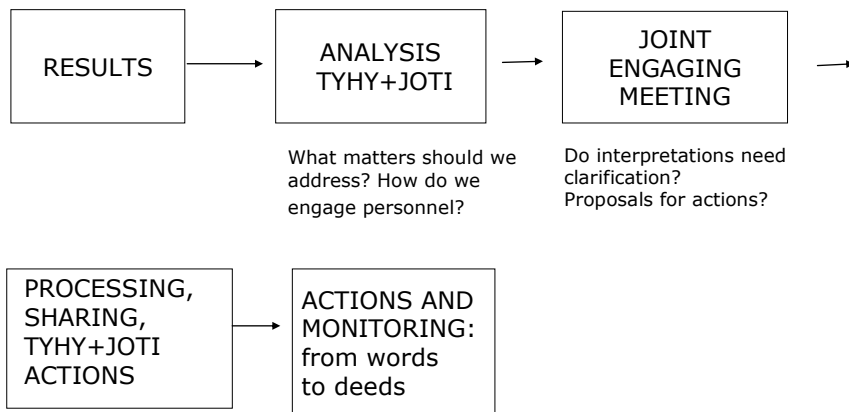 RESULTS
ANALYSIS
TYHY+JOTI
JOINT
ENGAGING
MEETING
What matters should we
address? How do we
engage personnel?
Do interpretations need
clarification?
Proposals for actions?
PROCESSING,
SHARING,
TYHY+JOTI
ACTIONS
ACTIONS AND
MONITORING:
from words
to deeds